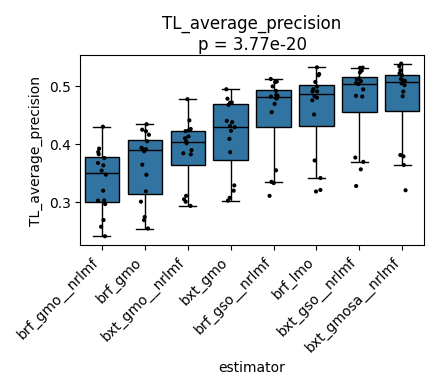 TL_average_precision
p = 3.77e-20
TL_average_precision
0.5
0.4
0.3
brf_gmo__nrlmf
brf_gmo
bxt_gmo__nrlmf
bxt_gmo
brf_gso__nrlmf
brf_lmo
bxt_gso__nrlmf
bxt_gmosa__nrlmf
estimator